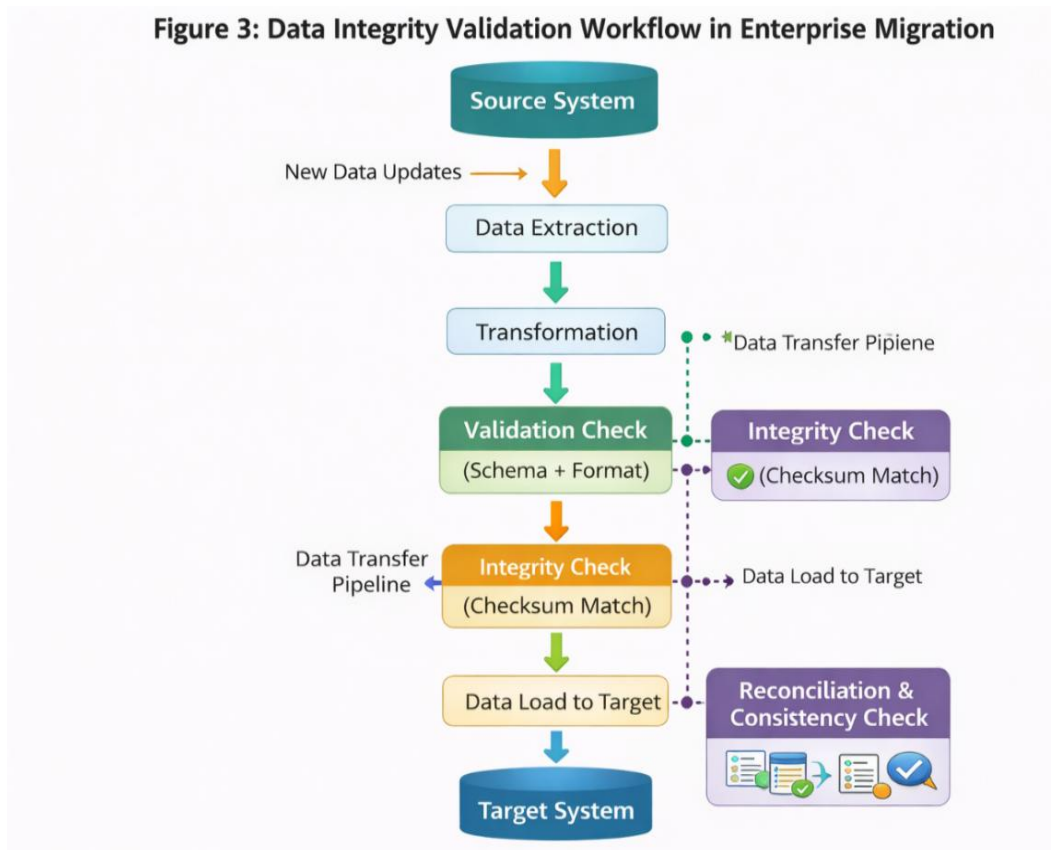 Figure 3: Data Integrity Validation Workflow in Enterprise Migration
Source System
New Data Updates
Data Extraction
Transformation
Data Transfer Pipiene
Validation Check
(Schema + Format)
Integrity Check
(Checksum Match)
Data Transfer
Pipeline
Integrity Check
(Checksum Match)
Data Load to Target
Data Load to Target
Reconciliation &
Consistency Check
Target System